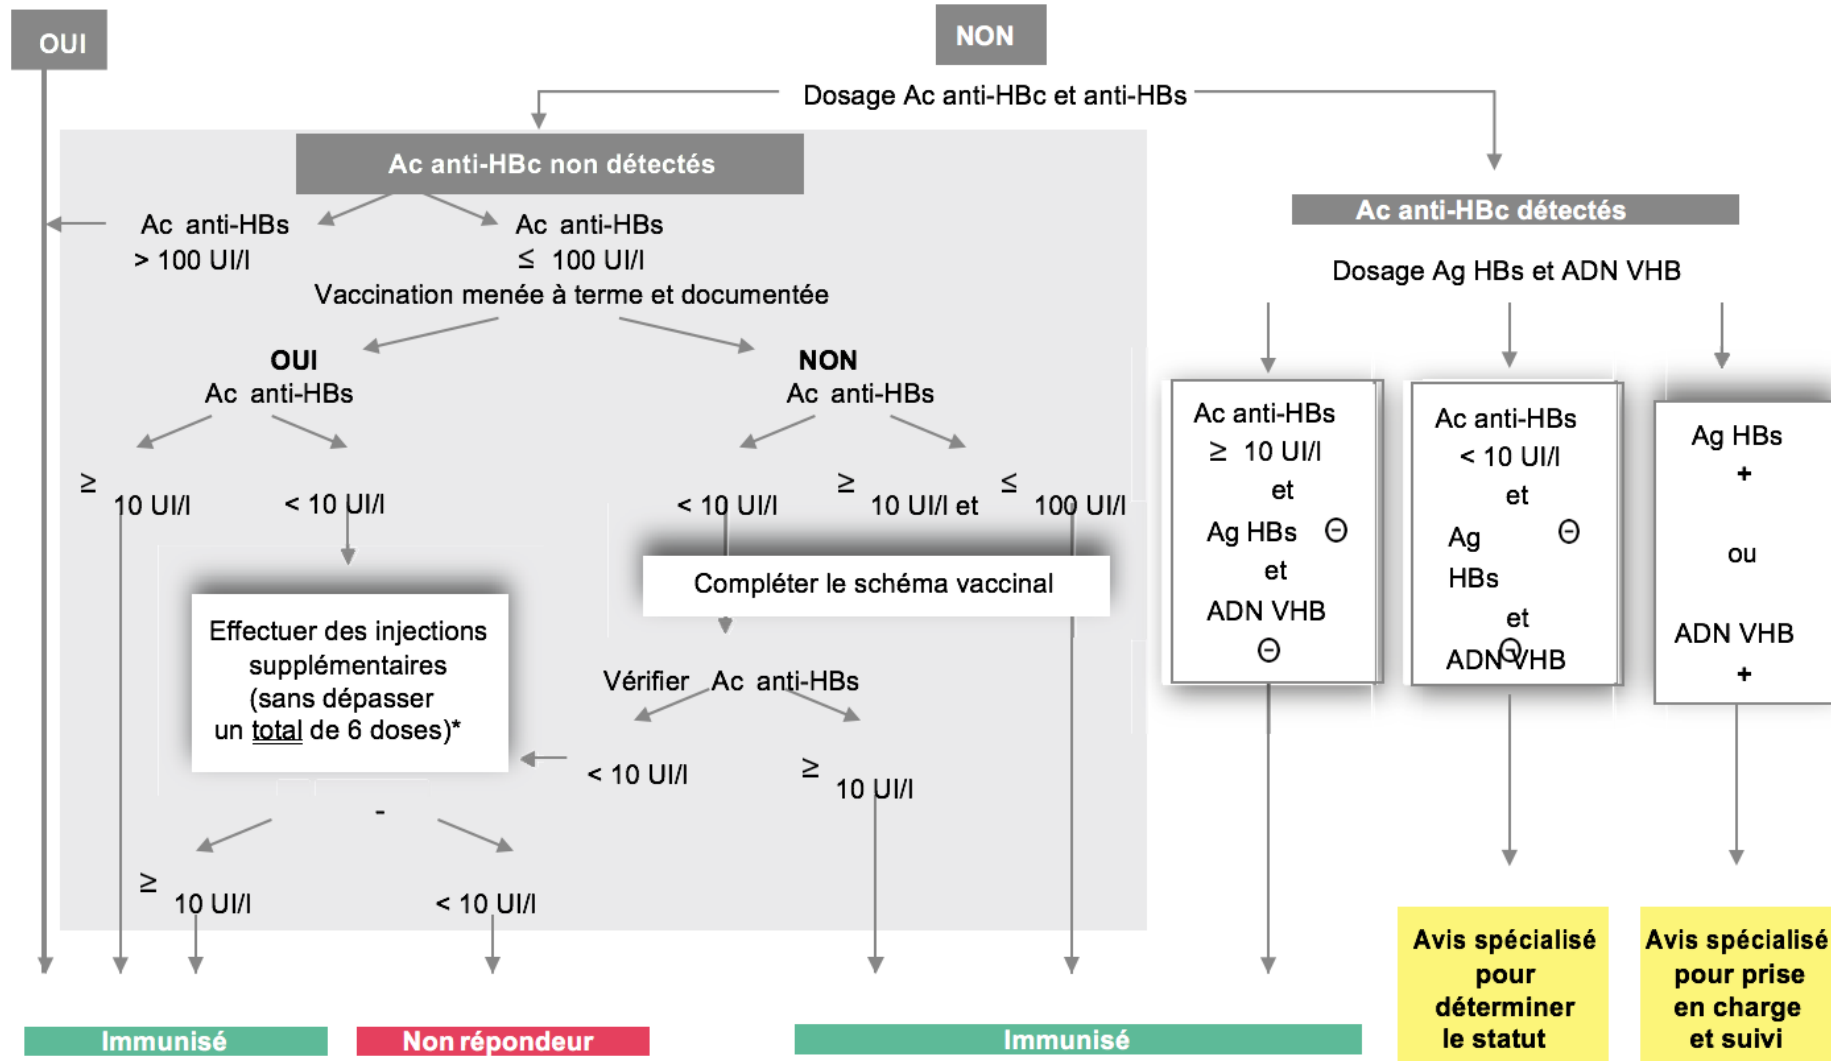 OUI
NON
Dosage Ac anti-HBc et anti-HBs
Ac anti-HBc non détectés
Ac anti-HBs
> 100 UI/l
Ac anti-HBs
≤ 100 UI/l
Vaccination menée à terme et documentée
OUI
Ac anti-HBs
NON
Ac anti-HBs
≥
10 UI/l
< 10 UI/l
< 10 UI/l
≥
10 UI/l et
≤
100 UI/l
Effectuer des injections
supplémentaires
(sans dépasser
un total de 6 doses)*
Compléter le schéma vaccinal
Vérifier Ac anti-HBs
< 10 UI/l
≥
10 UI/l
-
≥
10 UI/l
< 10 UI/l
Ac anti-HBc détectés
Dosage Ag HBs et ADN VHB
Ac anti-HBs
≥ 10 UI/l
et
Ag HBs ⊖
et
ADN VHB
⊖
Ac anti-HBs
< 10 UI/l
et
Ag ⊖
HBs
et
ADN VHB
⊖
Ag HBs
+
ou
ADN VHB
+
Immunisé
Non répondeur
Immunisé
Avis spécialisé
pour
déterminer
le statut
Avis spécialisé
pour prise
en charge
et suivi